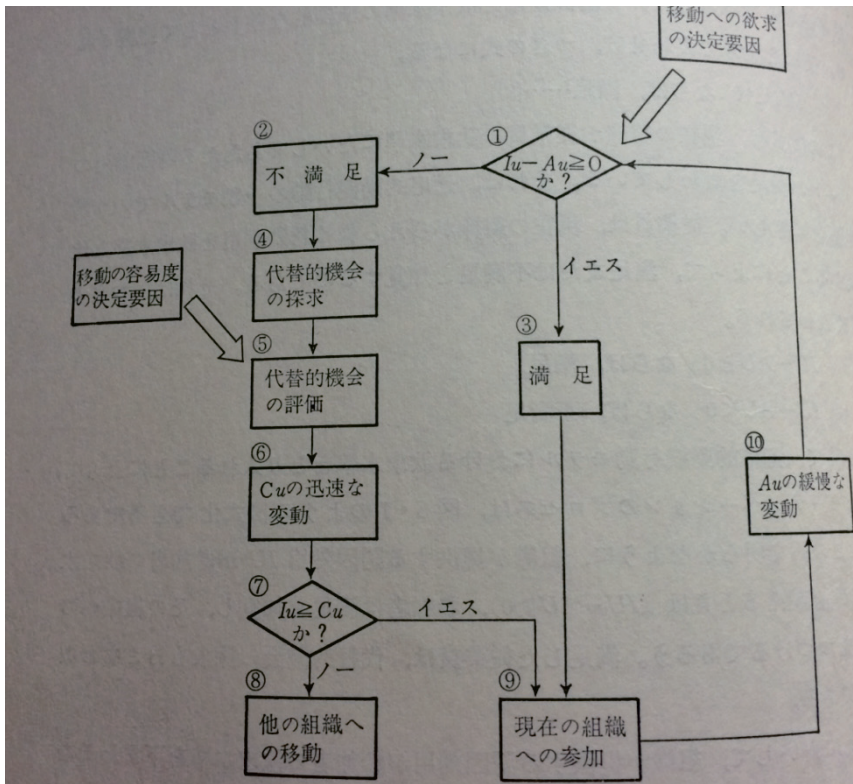 移動への欲求
の決定要因
①
Iu－Au≧0
か？
ノー
②
不満足
イエス
④
代替的機会
の探求
移動の容易度
の決定要因
③
満足
⑤
代替的機会
の評価
⑥
Cuの迅速な
変動
⑩
Auの緩慢な
変動
⑦
Iu≧Cu
か？
イエス
ノー
⑧
他の組織へ
の移動
⑨
現在の組織
への参加